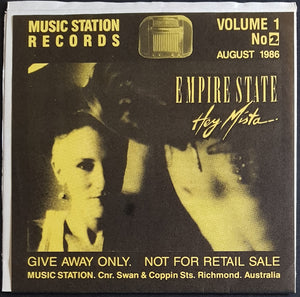 MUSIC STATION
RECORDS
VOLUME 1
No 2
AUGUST 1986
EMPIRE STATE
Hey Mista...
GIVE AWAY ONLY. NOT FOR RETAIL SALE
MUSIC STATION. Cnr. Swan & Coppin Sts. Richmond. Australia